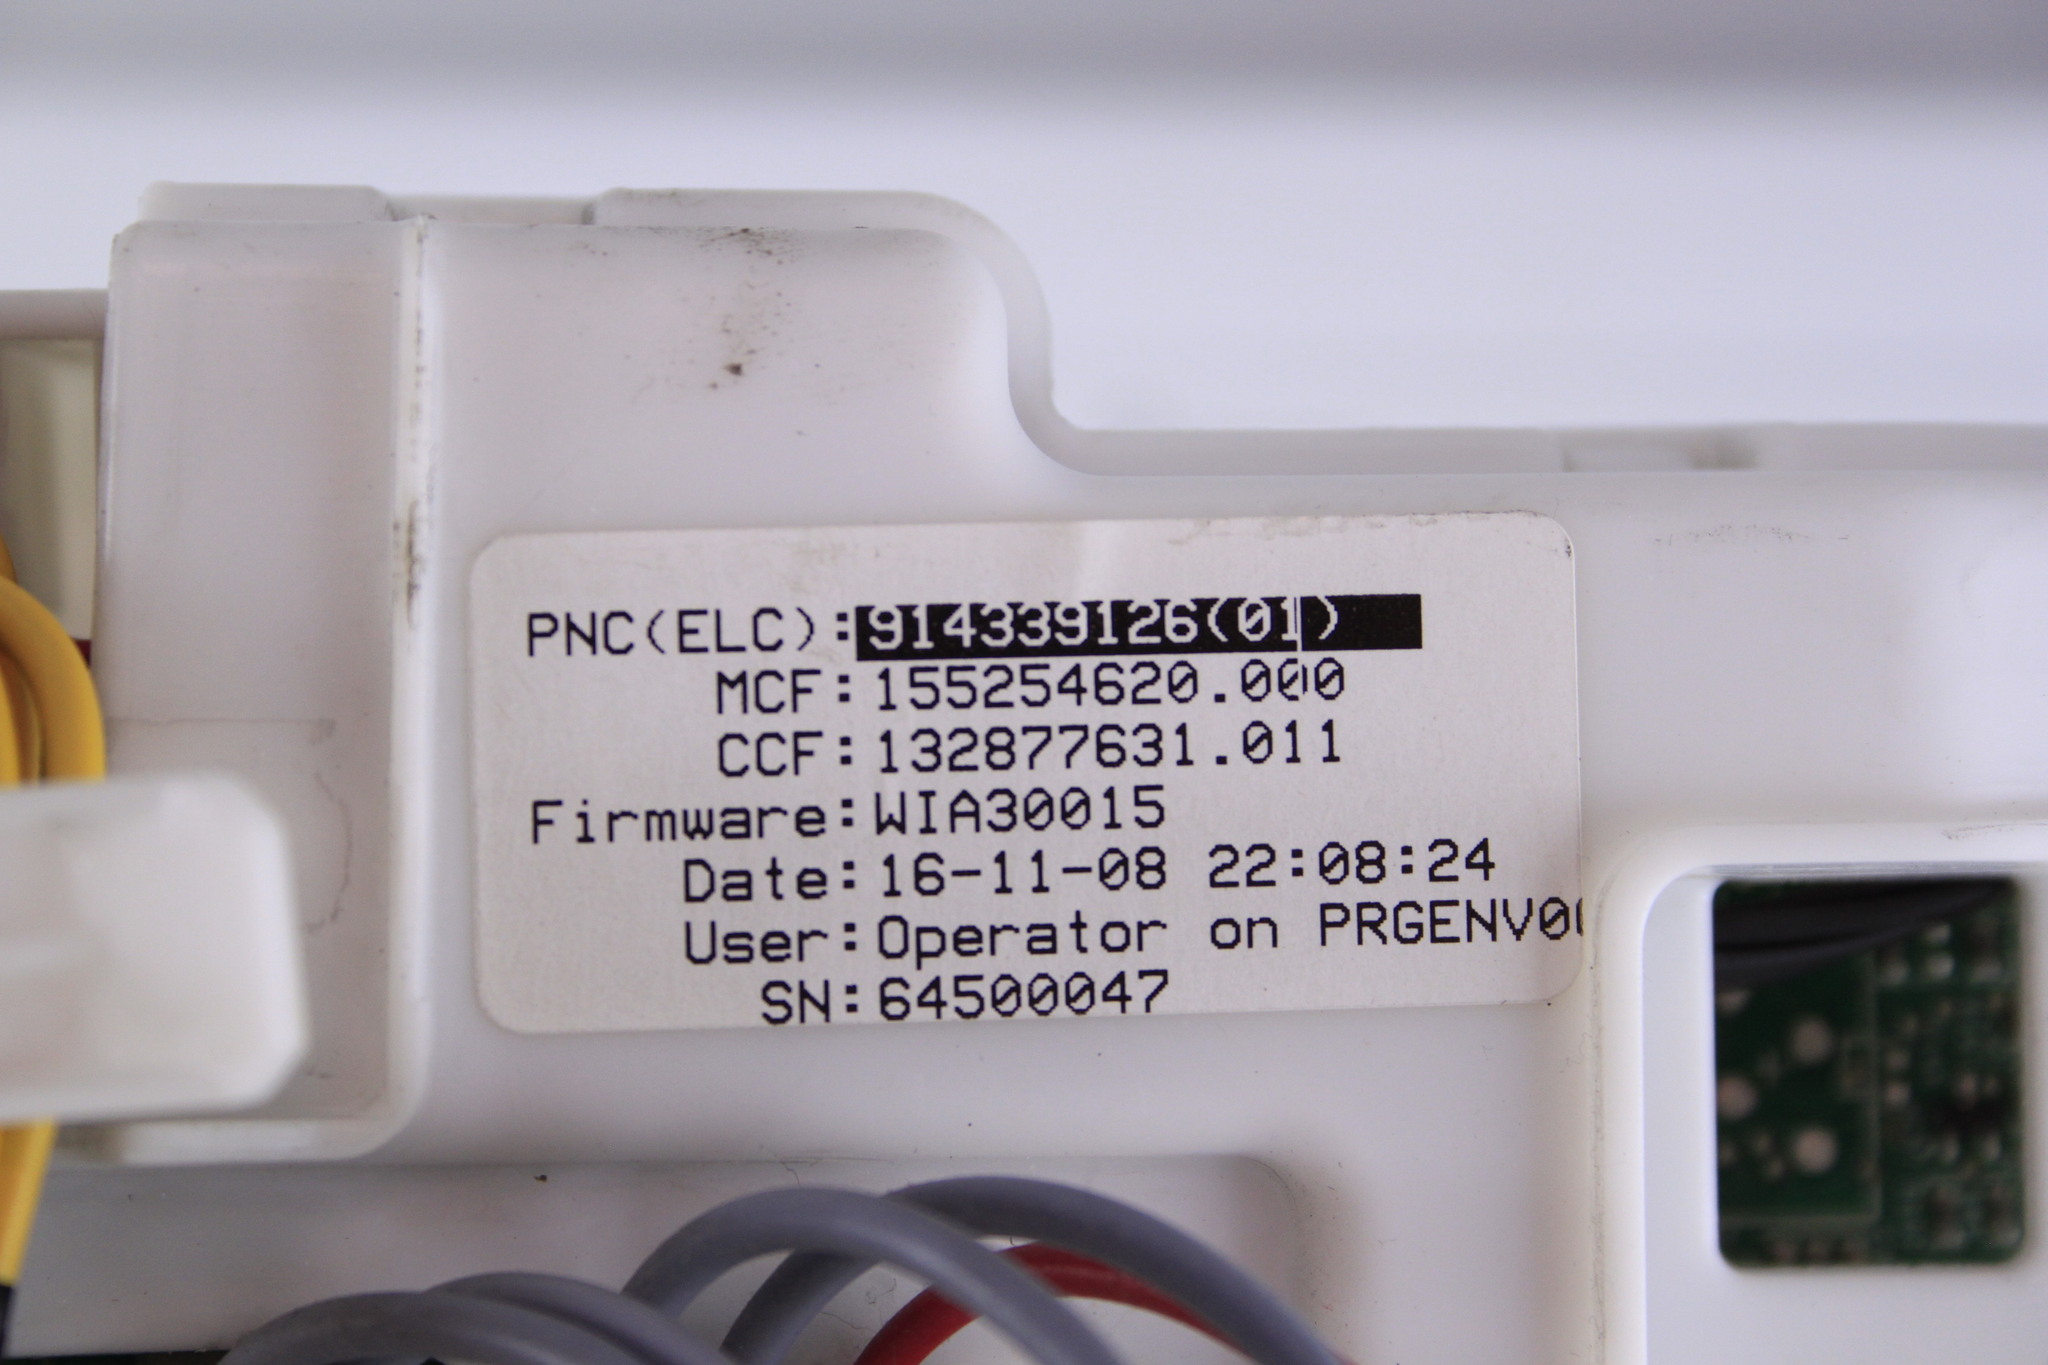 PNC(ELC):914339126(01)
MCF:155254620.000
CCF:132877631.011
Firmware:WIA30015
Date:16-11-08 22:08:24
User:Operator on
SN:64500047